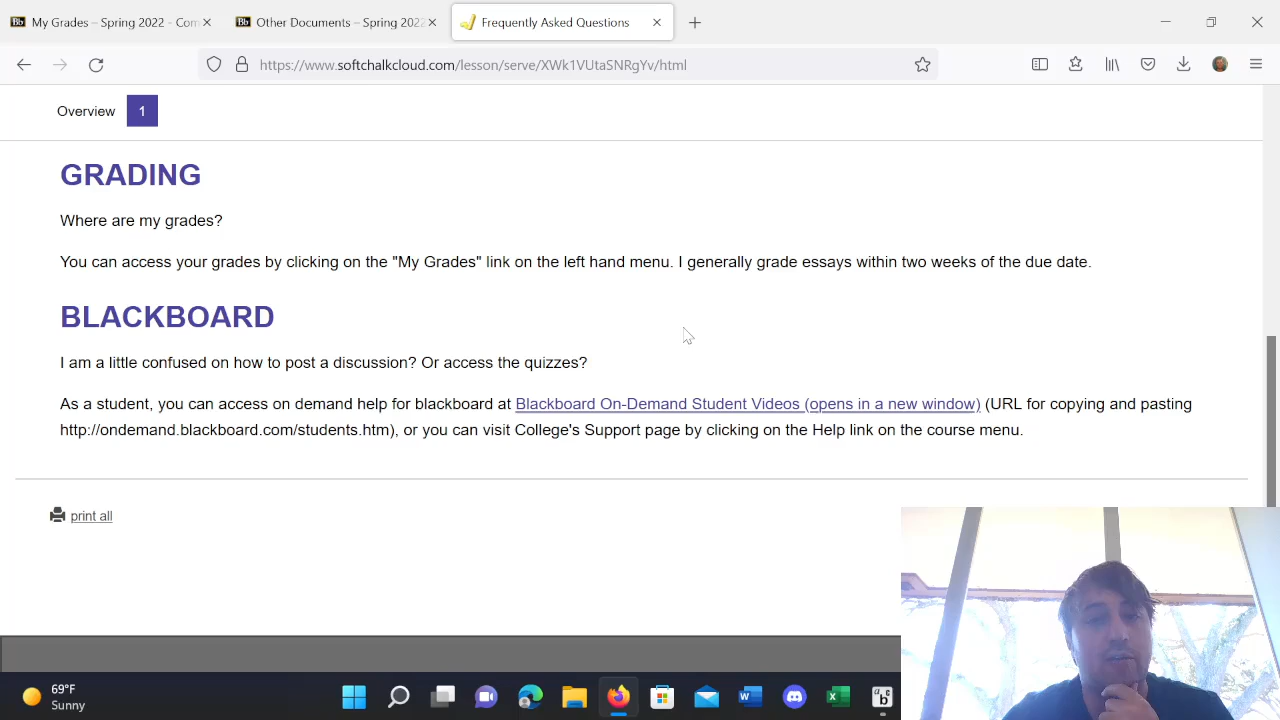 My Grades – Spring 2022 - Com
Other Documents – Spring 2022
Frequently Asked Questions
https://www.softchalkcloud.com/lesson/serve/XWk1VUtaSNRgYv/html
Overview 1
GRADING
Where are my grades?
You can access your grades by clicking on the "My Grades" link on the left hand menu. I generally grade essays within two weeks of the due date.
BLACKBOARD
I am a little confused on how to post a discussion? Or access the quizzes?
As a student, you can access on demand help for blackboard at Blackboard On-Demand Student Videos (opens in a new window) (URL for copying and pasting
http://ondemand.blackboard.com/students.htm), or you can visit College's Support page by clicking on the Help link on the course menu.
print all
69°F
Sunny